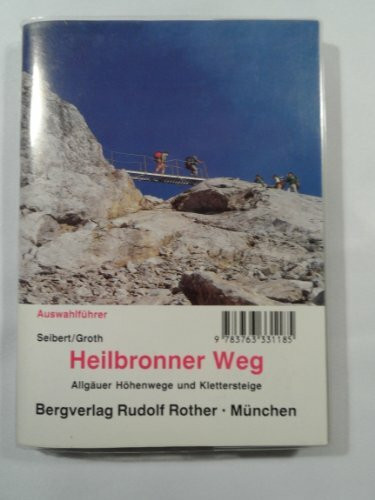 Auswahlführer
Seibert/Groth
9 783763 331185
Heilbronner Weg
Allgäuer Höhenwege und Klettersteige
Bergverlag Rudolf Rother · München